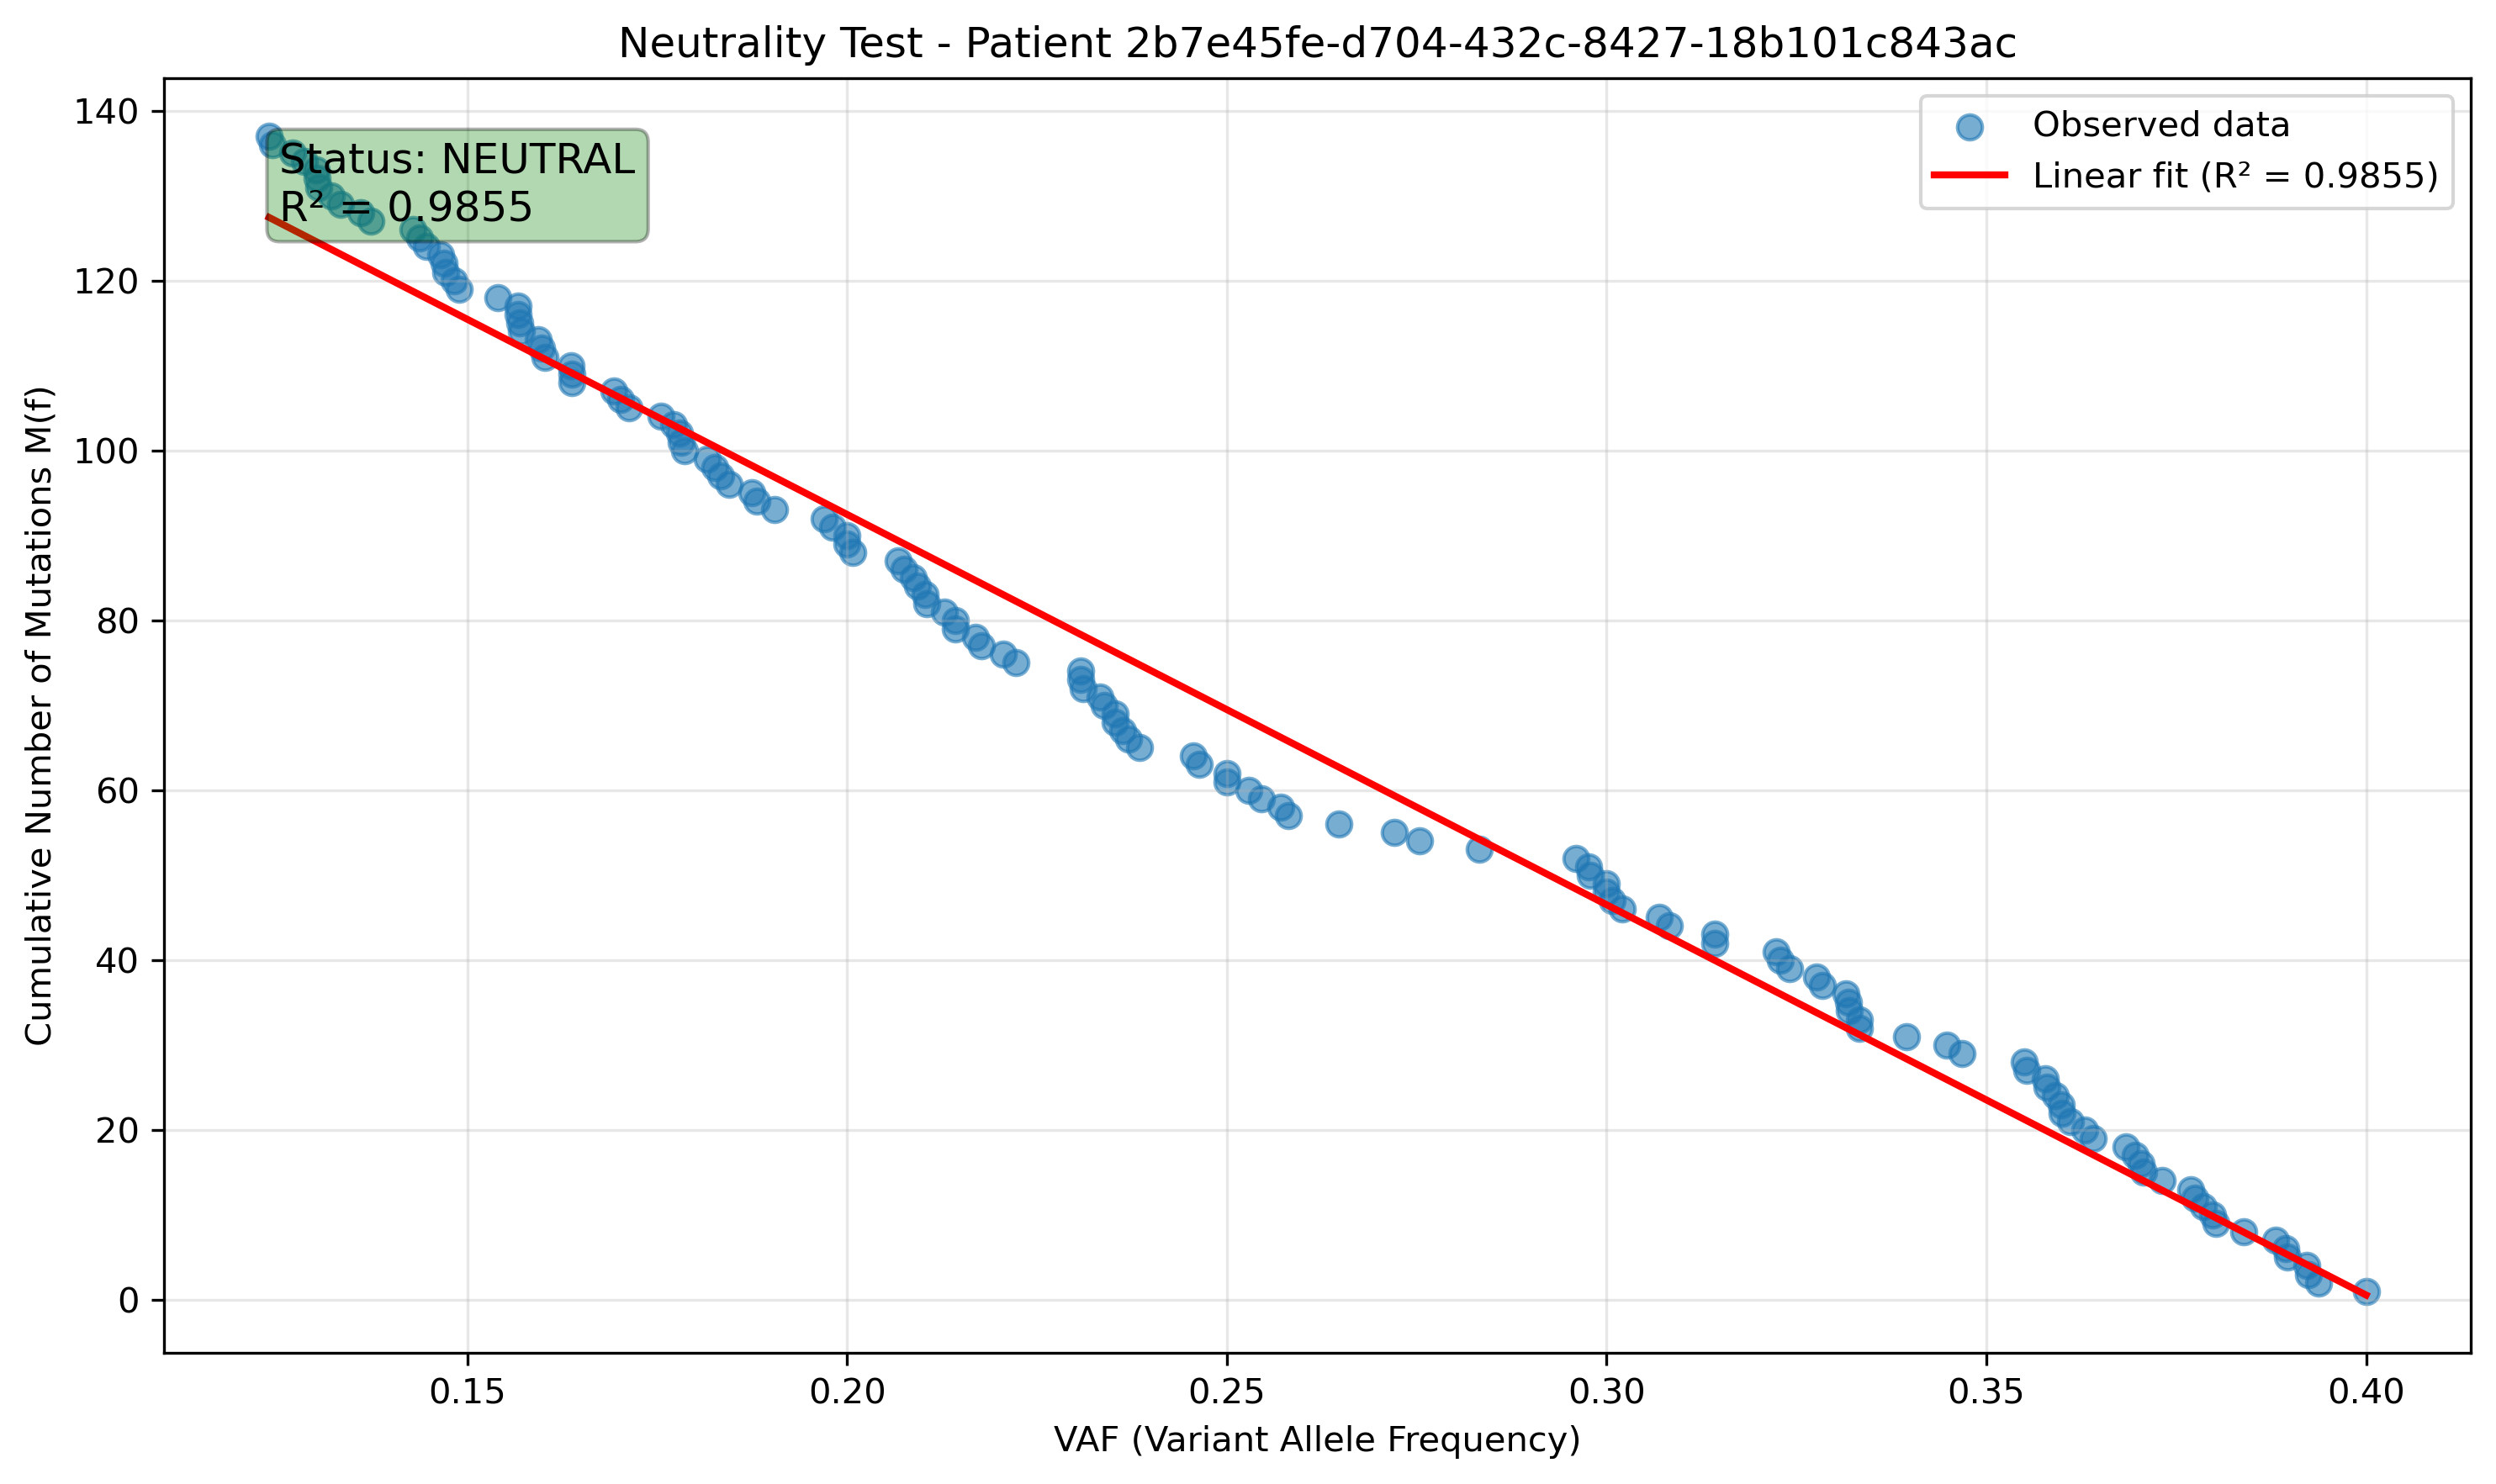 Neutrality Test - Patient 2b7e45fe-d704-432c-8427-18b101c843ac
Status: NEUTRAL
R² = 0.9855
Observed data
Linear fit (R² = 0.9855)
Cumulative Number of Mutations M(f)
140
120
100
80
60
40
20
0
0.15 0.20 0.25 0.30 0.35 0.40
VAF (Variant Allele Frequency)